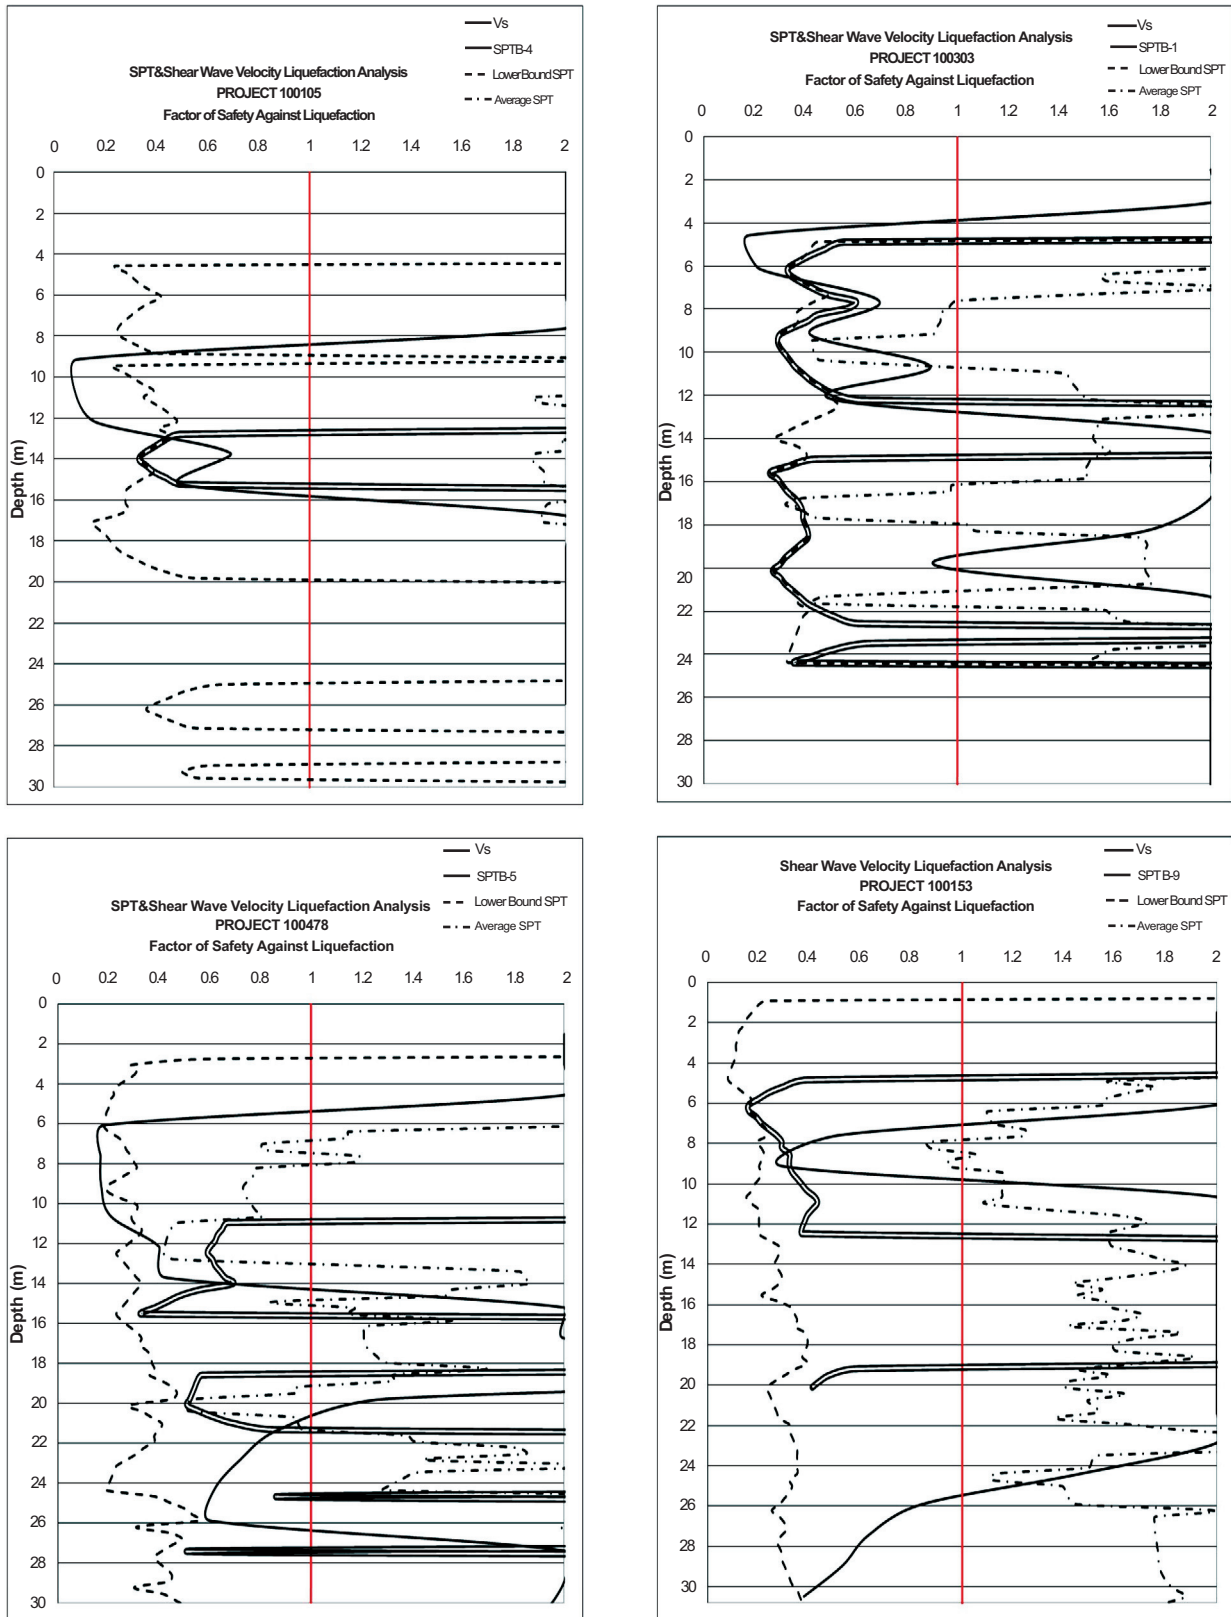 Vs
SPTB-4
SPT&Shear Wave Velocity Liquefaction Analysis
Lower Bound SPT
PROJECT 100105
Average SPT
Factor of Safety Against Liquefaction
0 0.2 0.4 0.6 0.8 1 1.2 1.4 1.6 1.8 2
0
2
4
6
8
10
12
14
16
18
20
22
24
26
28
30
Depth (m)
Vs
SPT&Shear Wave Velocity Liquefaction Analysis
SPTB-1
PROJECT 100303
Lower Bound SPT
Factor of Safety Against Liquefaction
Average SPT
0 0.2 0.4 0.6 0.8 1 1.2 1.4 1.6 1.8 2
0
2
4
6
8
10
12
14
16
18
20
22
24
26
28
30
Depth (m)
Vs
SPTB-5
SPT&Shear Wave Velocity Liquefaction Analysis
Lower Bound SPT
PROJECT 100478
Average SPT
Factor of Safety Against Liquefaction
0 0.2 0.4 0.6 0.8 1 1.2 1.4 1.6 1.8 2
0
2
4
6
8
10
12
14
16
18
20
22
24
26
28
30
Depth (m)
Vs
Shear Wave Velocity Liquefaction Analysis
SPT B-9
PROJECT 100153
Lower Bound SPT
Factor of Safety Against Liquefaction
Average SPT
0 0.2 0.4 0.6 0.8 1 1.2 1.4 1.6 1.8 2
0
2
4
6
8
10
12
14
16
18
20
22
24
26
28
30
Depth (m)